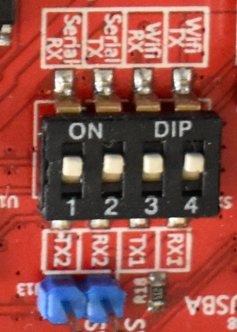 Serial RX
Serial TX
Wifi RX
Wifi TX
ON DIP
1 2 3 4
TX2 RX2 TX1 RX1
J13
USBA